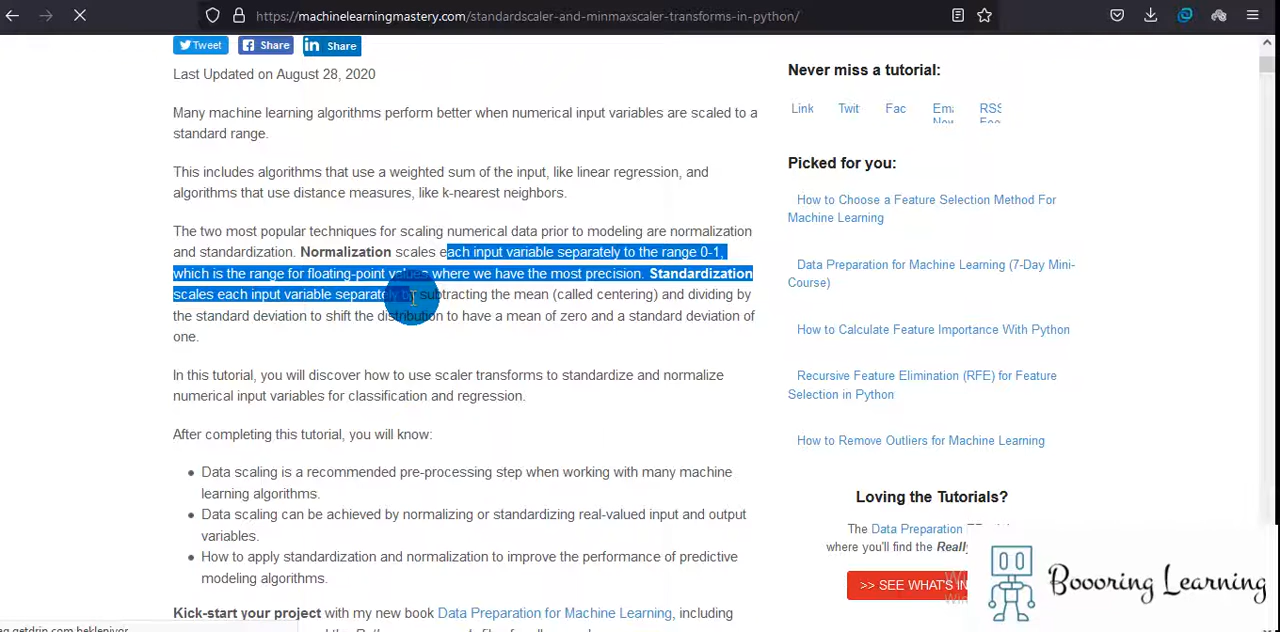 https://machinelearningmastery.com/standardscaler-and-minmaxscaler-transforms-in-python/
Tweet
Share
Share
Last Updated on August 28, 2020
Many machine learning algorithms perform better when numerical input variables are scaled to a
standard range.
This includes algorithms that use a weighted sum of the input, like linear regression, and
algorithms that use distance measures, like k-nearest neighbors.
The two most popular techniques for scaling numerical data prior to modeling are normalization
and standardization. Normalization scales each input variable separately to the range 0-1,
which is the range for floating-point values where we have the most precision. Standardization
scales each input variable separately by subtracting the mean (called centering) and dividing by
the standard deviation to shift the distribution to have a mean of zero and a standard deviation of
one.
In this tutorial, you will discover how to use scaler transforms to standardize and normalize
numerical input variables for classification and regression.
After completing this tutorial, you will know:
Data scaling is a recommended pre-processing step when working with many machine
learning algorithms.
Data scaling can be achieved by normalizing or standardizing real-valued input and output
variables.
How to apply standardization and normalization to improve the performance of predictive
modeling algorithms.
Kick-start your project with my new book Data Preparation for Machine Learning, including
Never miss a tutorial:
Link Twit Fac Ema RSS
Picked for you:
How to Choose a Feature Selection Method For
Machine Learning
Data Preparation for Machine Learning (7-Day Mini-
Course)
How to Calculate Feature Importance With Python
Recursive Feature Elimination (RFE) for Feature
Selection in Python
How to Remove Outliers for Machine Learning
Loving the Tutorials?
The Data Preparation
where you'll find the Really
>> SEE WHAT'S IN
Boooring Learning